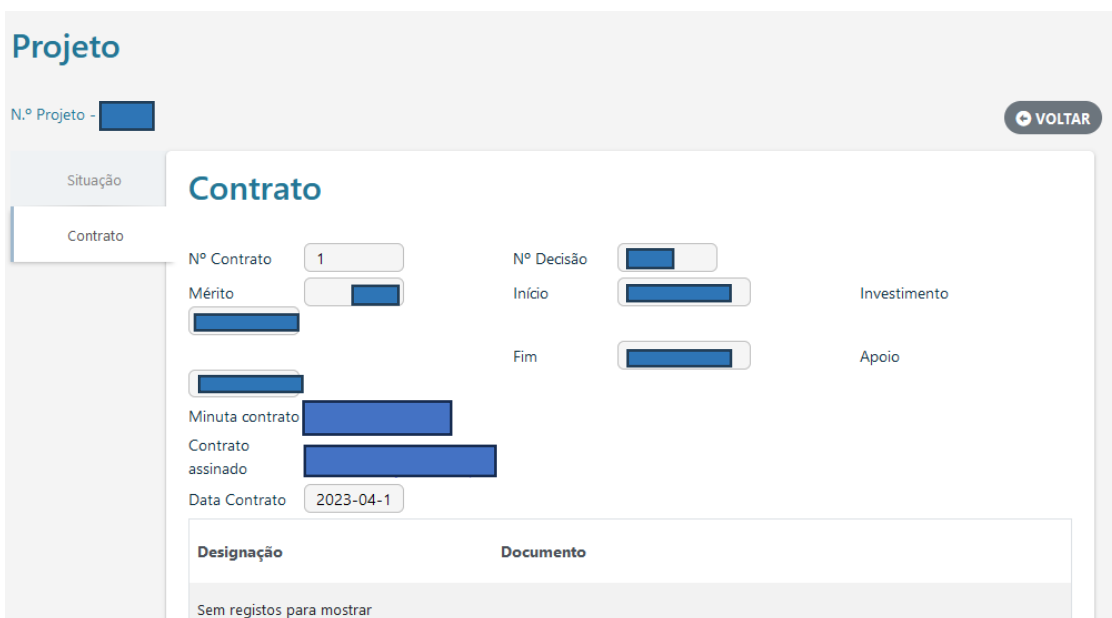 Projeto
N.º Projeto -
VOLTAR
Situação
Contrato
Contrato
Nº Contrato 1 Nº Decisão
Mérito Início Investimento
Fim Apoio
Minuta contrato
Contrato
assinado
Data Contrato 2023-04-1
Designação Documento
Sem registos para mostrar